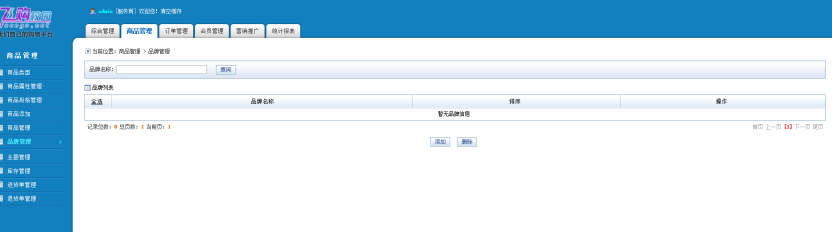 admin [服务商] 欢迎您! 清空缓存
综合管理 商品管理 订单管理 会员管理 营销推广 统计报表
商品管理
商品类型
商品属性管理
商品规格管理
商品添加
商品管理
品牌管理
主题管理
库存管理
进货单管理
退货单管理
当前位置: 商品管理 > 品牌管理
品牌名称: 查询
品牌列表
全选 品牌名称 排序 操作
暂无品牌信息
记录总数: 0 总页数: 1 当前页: 1
首页 上一页 [1] 下一页 尾页
添加 删除